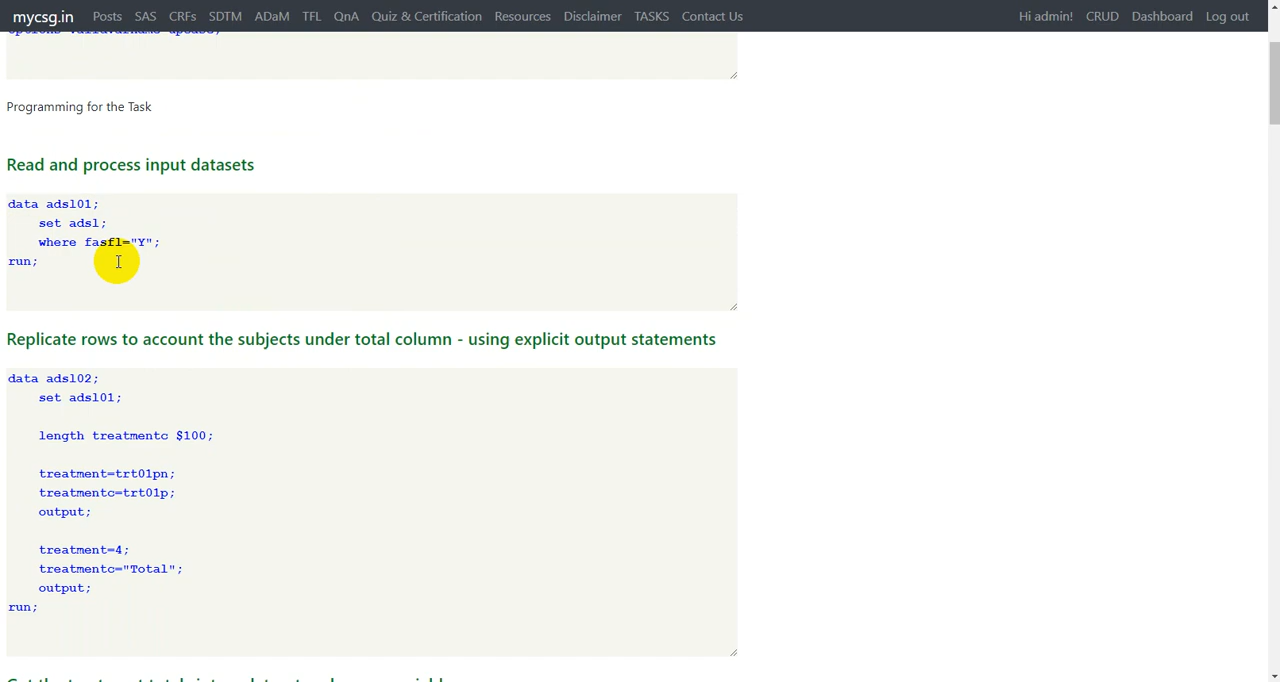 mycsg.in Posts SAS CRFs SDTM ADaM TFL QnA Quiz & Certification Resources Disclaimer TASKS Contact Us Hi admin! CRUD Dashboard Log out
Programming for the Task
Read and process input datasets
data adsl01;
set adsl;
where fasfl="Y";
run;
Replicate rows to account the subjects under total column - using explicit output statements
data adsl02;
set adsl01;
length treatmentc $100;
treatment=trt01pn;
treatmentc=trt01p;
output;
treatment=4;
treatmentc="Total";
output;
run;